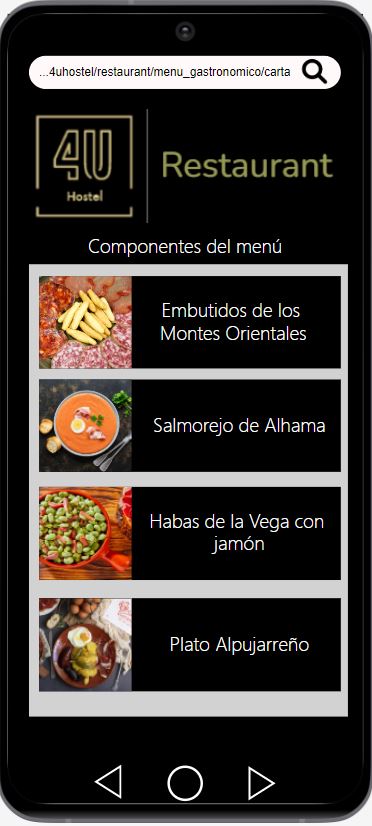 ...4uhostel/restaurant/menu_gastronomico/carta
4U
Hostel
Restaurant
Componentes del menú
Embutidos de los
Montes Orientales
Salmorejo de Alhama
Habas de la Vega con
jamón
Plato Alpujarreño